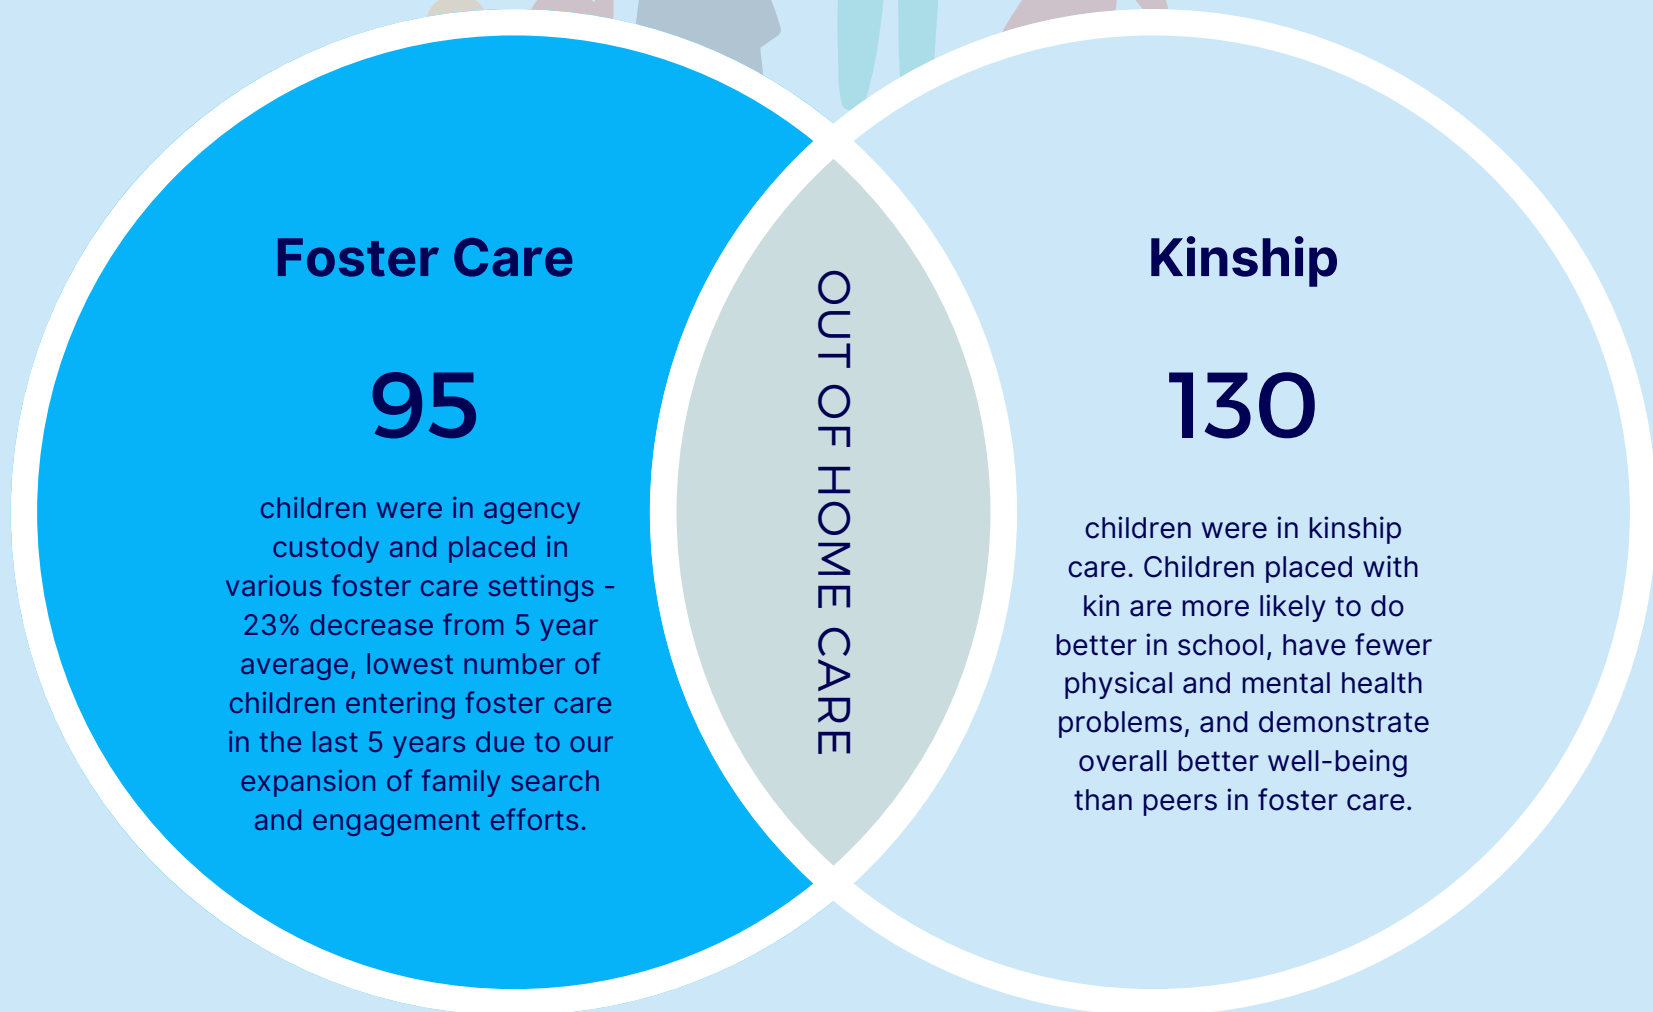 Foster Care
95
children were in agency
custody and placed in
various foster care settings -
23% decrease from 5 year
average, lowest number of
children entering foster care
in the last 5 years due to our
expansion of family search
and engagement efforts.
OUT OF HOME CARE
Kinship
130
children were in kinship
care. Children placed with
kin are more likely to do
better in school, have fewer
physical and mental health
problems, and demonstrate
overall better well-being
than peers in foster care.